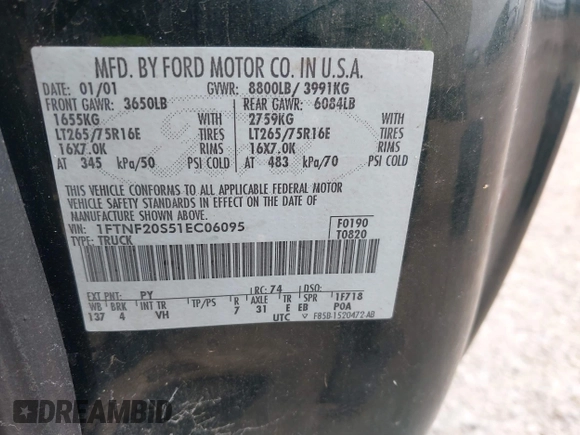 MFD. BY FORD MOTOR CO. IN U.S.A.
DATE: 01/01 GVWR: 8800LB/ 3991KG
FRONT GAWR: 3650LB REAR GAWR: 6084LB
1655KG WITH 2759KG WITH
LT265/75R16E TIRES LT265/75R16E TIRES
16X7.0K RIMS 16X7.0K RIMS
AT 345 kPa/50 PSI COLD AT 483 kPa/70 PSI COLD
THIS VEHICLE CONFORMS TO ALL APPLICABLE FEDERAL MOTOR
VEHICLE SAFETY STANDARDS IN EFFECT ON THE DATE OF
MANUFACTURE SHOWN ABOVE.
VIN: 1FTNF20S51EC06095 F0190
TYPE: TRUCK T0820
EXT PNT: PY RC: 74 DSO:
WB BRK INT TR TP/PS R AXLE TR SPR 1F718
137 4 VH 7 31 E EB POA
UTC F85B-1520472-AB
DREAMBID